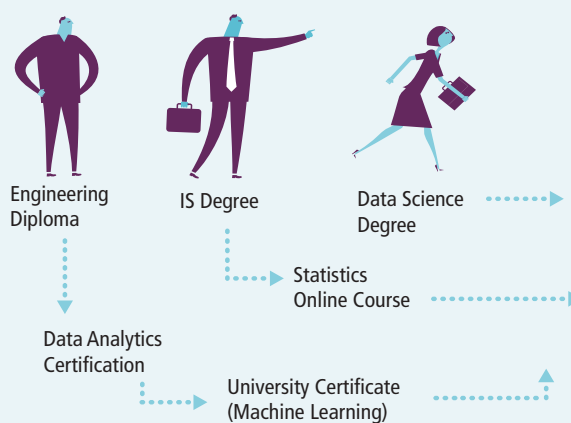 Engineering
Diploma
IS Degree
Data Science
Degree
Statistics
Online Course
Data Analytics
Certification
University Certificate
(Machine Learning)